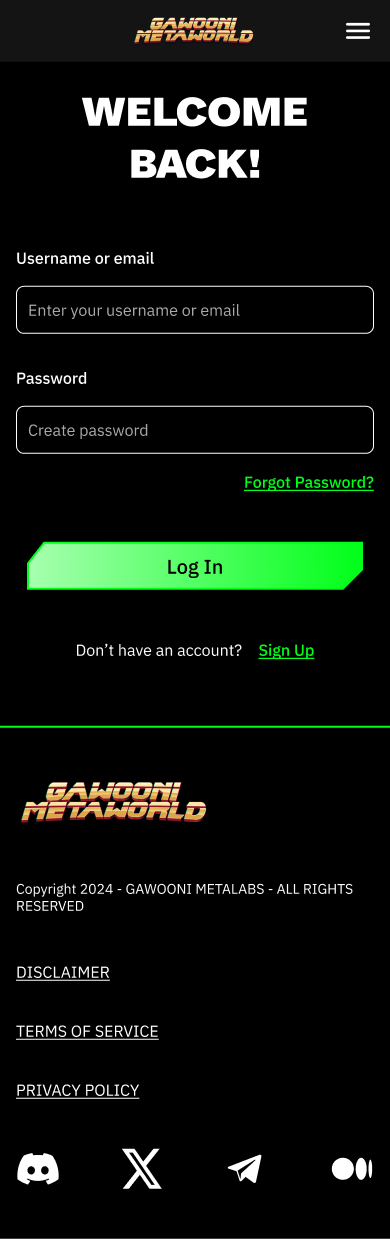 GAWOONI
METAWORLD
WELCOME
BACK!
Username or email
Enter your username or email
Password
Create password
Forgot Password?
Log In
Don’t have an account? Sign Up
GAWOONI
METAWORLD
Copyright 2024 - GAWOONI METALABS - ALL RIGHTS
RESERVED
DISCLAIMER
TERMS OF SERVICE
PRIVACY POLICY